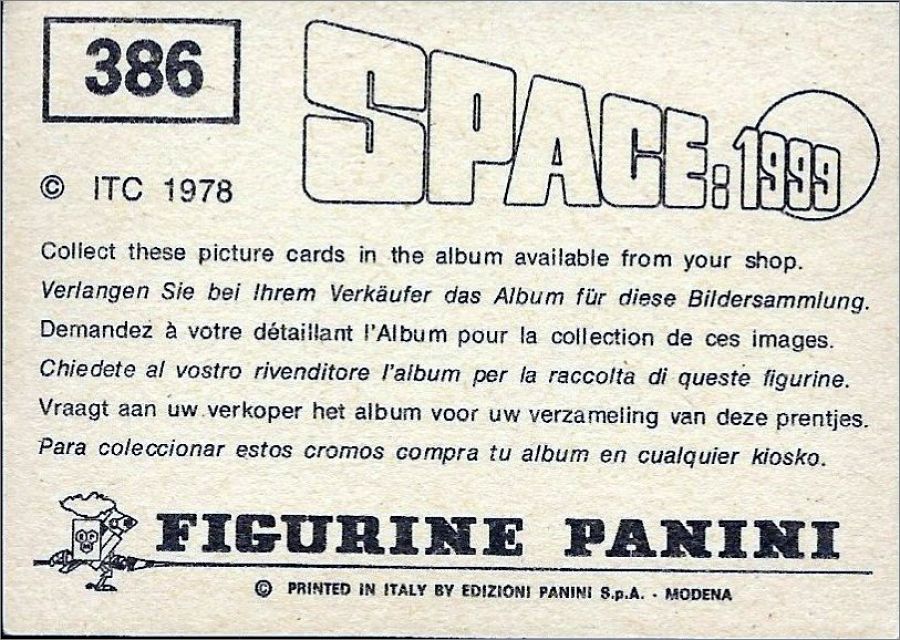 386
SPACE: 1999
© ITC 1978
Collect these picture cards in the album available from your shop.
Verlangen Sie bei Ihrem Verkäufer das Album für diese Bildersammlung.
Demandez à votre détaillant l'Album pour la collection de ces images.
Chiedete al vostro rivenditore l'album per la raccolta di queste figurine.
Vraagt aan uw verkoper het album voor uw verzameling van deze prentjes.
Para coleccionar estos cromos compra tu album en cualquier kiosko.
FIGURINE PANINI
© PRINTED IN ITALY BY EDIZIONI PANINI S.p.A. - MODENA